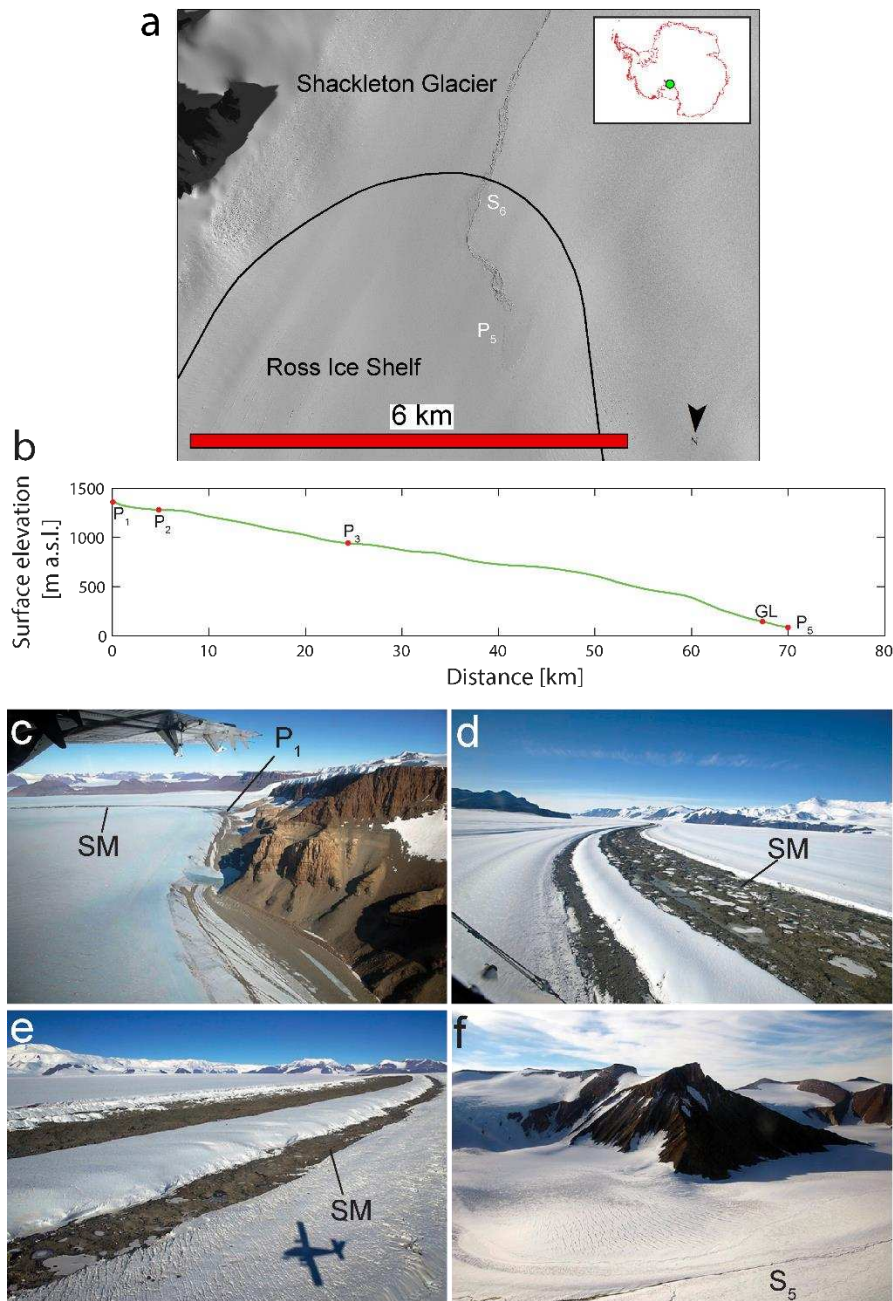 a
Shackleton Glacier
S₆
P₅
Ross Ice Shelf
6 km
N
b
Surface elevation
[m a.s.l.]
1500
1000
500
0
P₁
P₂
P₃
GL
P₅
0 10 20 30 40 50 60 70 80
Distance [km]
c
P₁
SM
d
SM
e
SM
f
S₅